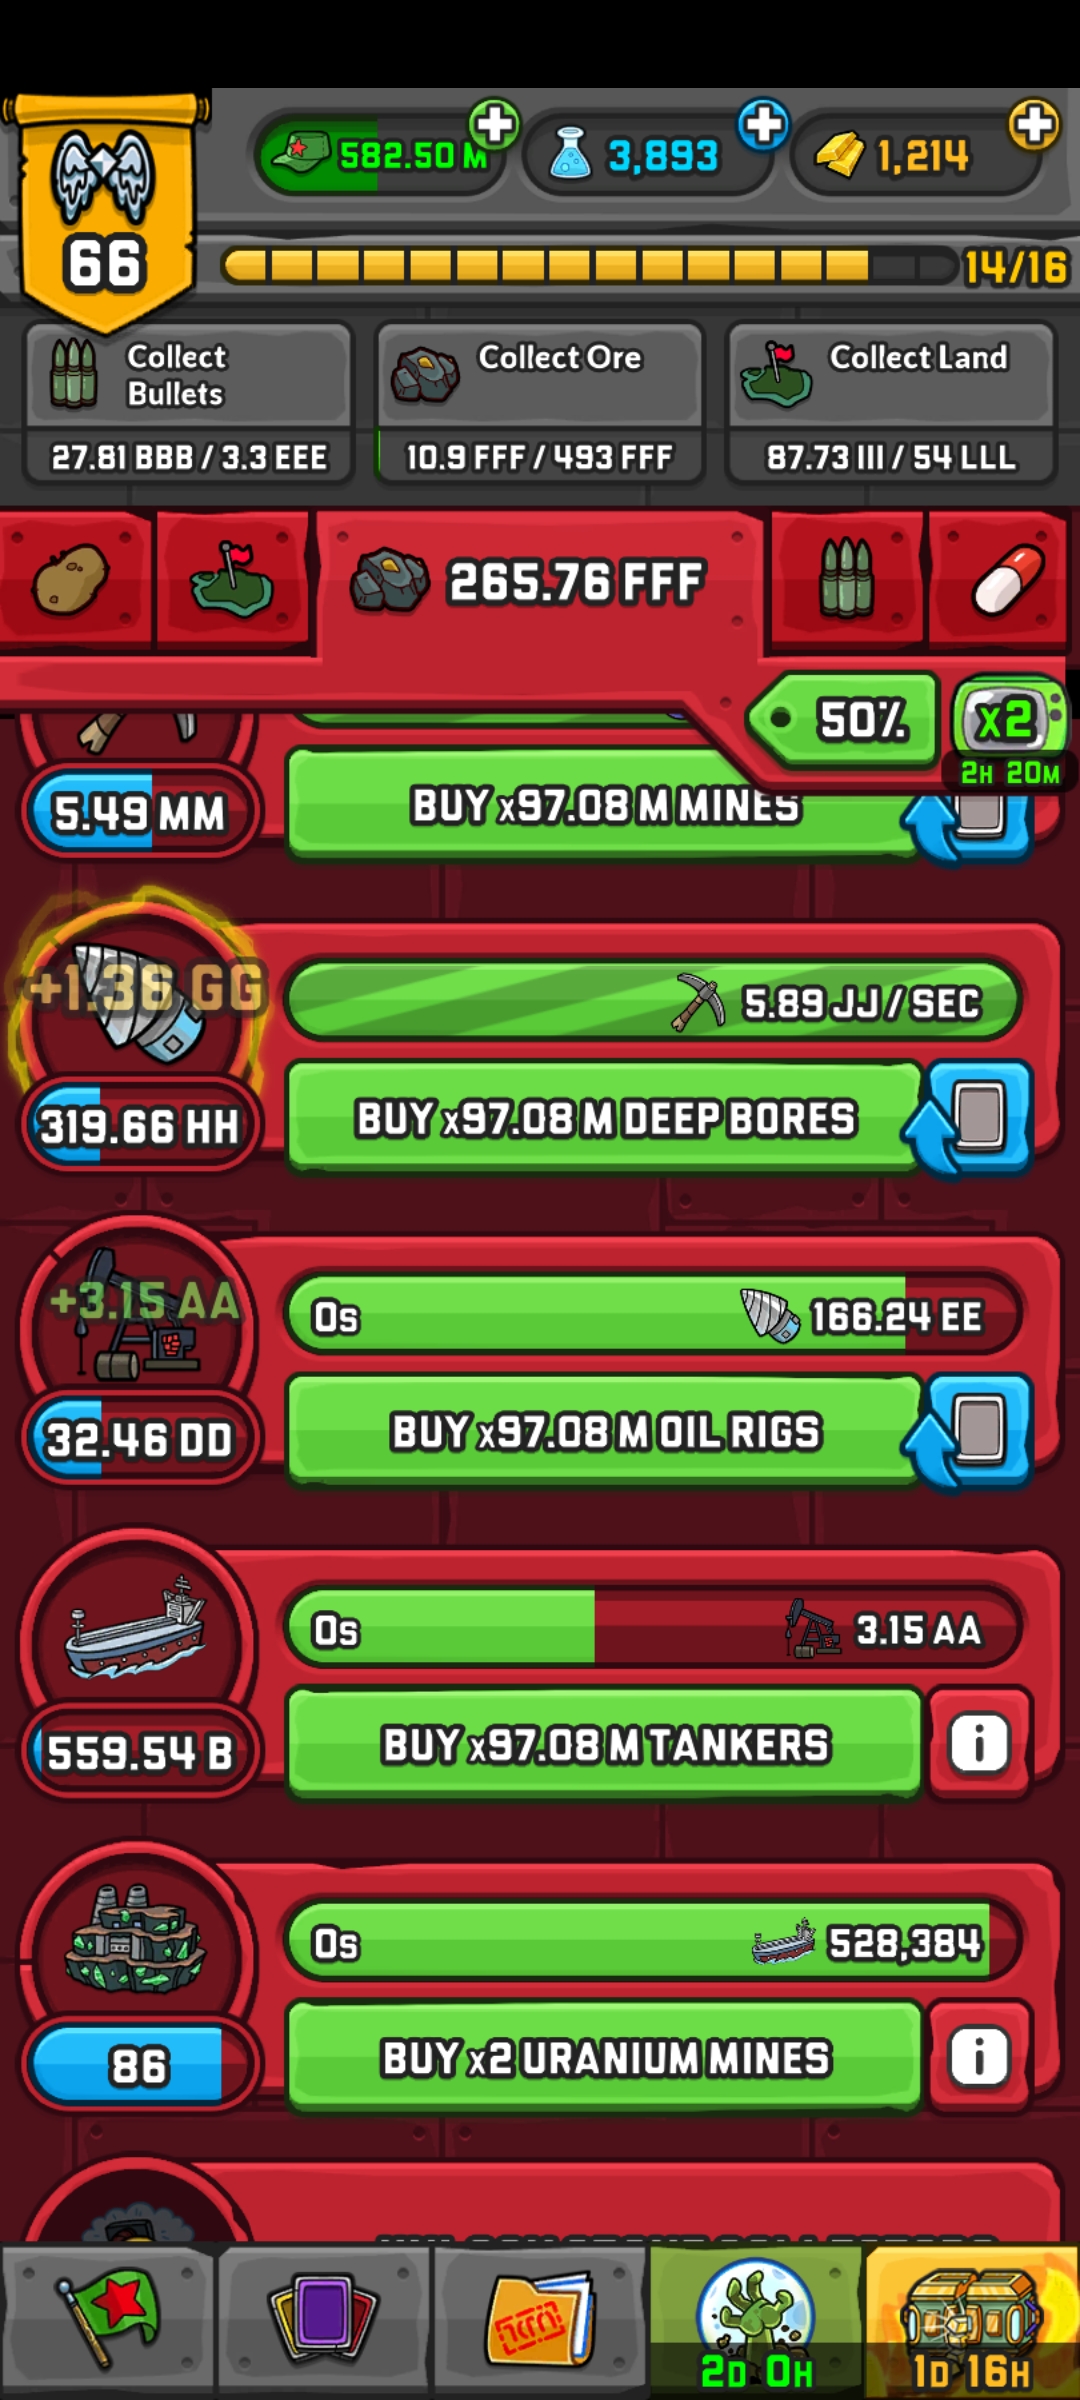 582.50 M
3,893
1,214
66
14/16
Collect
Bullets
27.81 BBB / 3.3 EEE
Collect Ore
10.9 FFF / 493 FFF
Collect Land
87.73 III / 54 LLL
265.76 FFF
50%
x2
2H 20M
5.49 MM
BUY x97.08 M MINES
+1.36 GG
5.89 JJ / SEC
319.66 HH
BUY x97.08 M DEEP BORES
+3.15 AA
0s
166.24 EE
32.46 DD
BUY x97.08 M OIL RIGS
0s
3.15 AA
559.54 B
BUY x97.08 M TANKERS
i
0s
528,384
86
BUY x2 URANIUM MINES
i
2D 0H
1D 16H